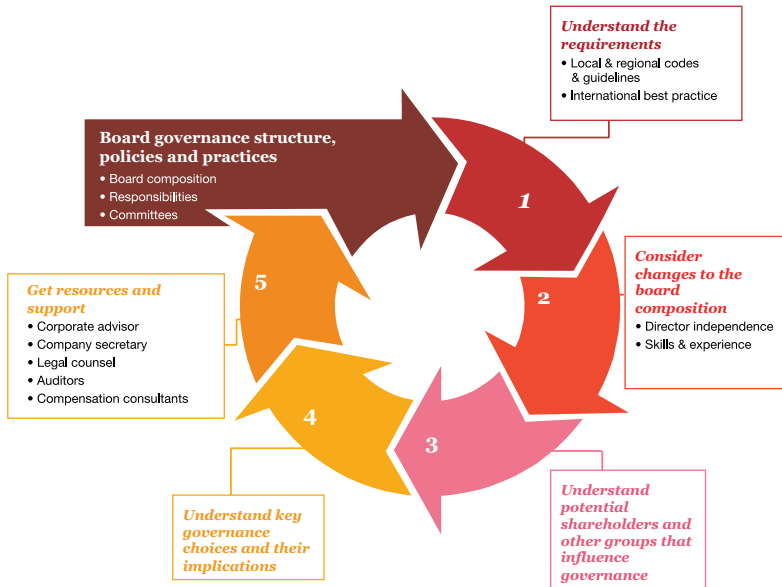 Board governance structure,
policies and practices
• Board composition
• Responsibilities
• Committees
1
Understand the
requirements
• Local & regional codes
& guidelines
• International best practice
2
Consider
changes to the
board
composition
• Director independence
• Skills & experience
3
Understand
potential
shareholders and
other groups that
influence
governance
4
Understand key
governance
choices and their
implications
5
Get resources and
support
• Corporate advisor
• Company secretary
• Legal counsel
• Auditors
• Compensation consultants